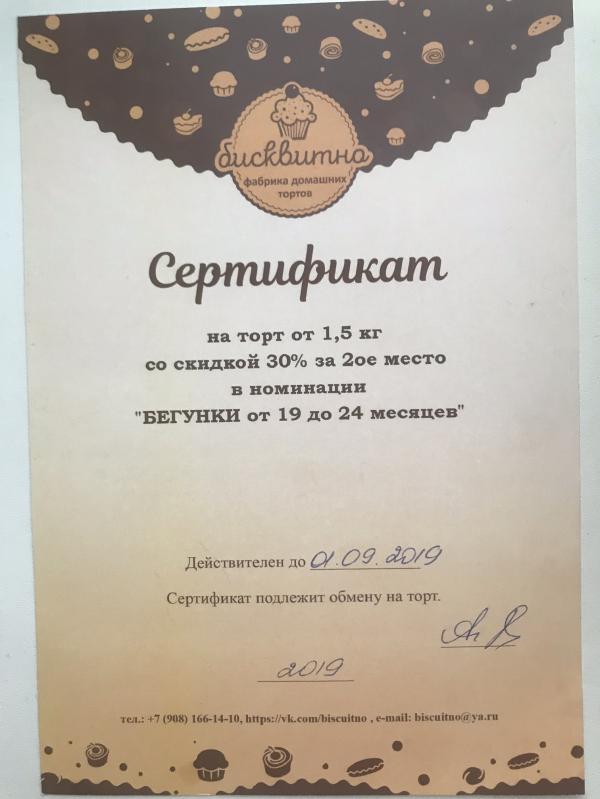 бисквитно
фабрика домашних
тортов
Сертификат
на торт от 1,5 кг
со скидкой 30% за 2ое место
в номинации
"БЕГУНКИ от 19 до 24 месяцев"
Действителен до 01.09.2019
Сертификат подлежит обмену на торт.
2019
тел.: +7 (908) 166-14-10, https://vk.com/biscuitno , e-mail: biscuitno@ya.ru